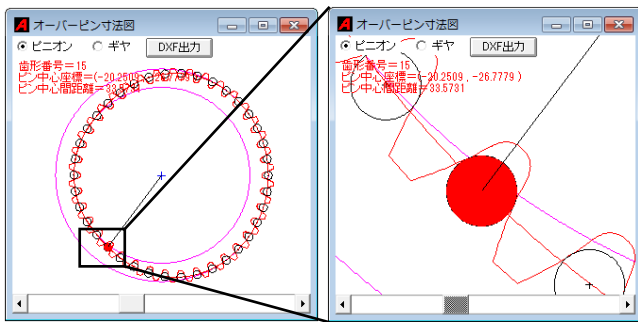 オーバーピン寸法図
ピニオン ギヤ DXF出力
歯形番号=15
ピン中心座標=(-20.2509 , -26.7779 )
ピン中心間距離=33.5731
オーバーピン寸法図
ピニオン ギヤ DXF出力
歯形番号=15
ピン中心座標=(-20.2509 , -26.7779 )
ピン中心間距離=33.5731